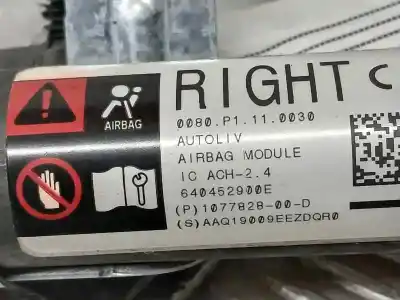 RIGHT
AIRBAG
0080.P1.11.0030
AUTOLIV
AIRBAG MODULE
IC ACH-2.4
640452900E
(P)1077828-00-D
(S)AAQ19009EEZDQR0